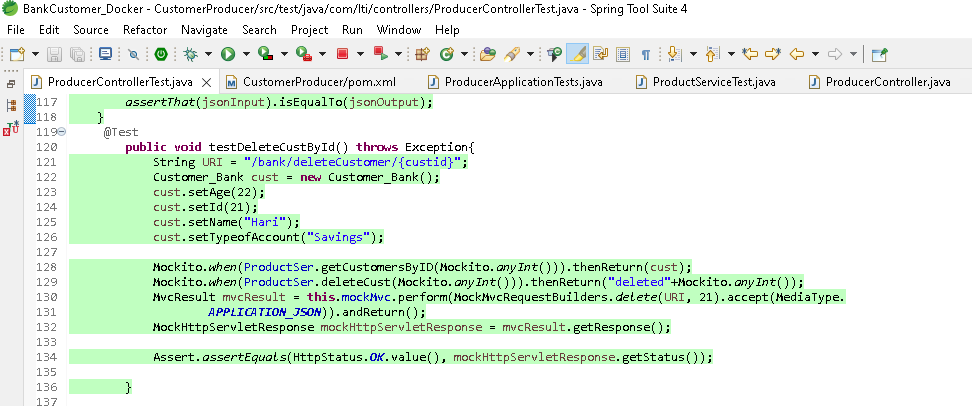 BankCustomer_Docker - CustomerProducer/src/test/java/com/lti/controllers/ProducerControllerTest.java - Spring Tool Suite 4
File Edit Source Refactor Navigate Search Project Run Window Help
ProducerControllerTest.java CustomerProducer/pom.xml ProducerApplicationTests.java ProductServiceTest.java ProducerController.java
117 assertThat(jsonInput).isEqualTo(jsonOutput);
118 }
119 @Test
120 public void testDeleteCustById() throws Exception{
121 String URI = "/bank/deleteCustomer/{custid}";
122 Customer_Bank cust = new Customer_Bank();
123 cust.setAge(22);
124 cust.setId(21);
125 cust.setName("Hari");
126 cust.setTypeofAccount("Savings");
127
128 Mockito.when(ProductSer.getCustomersByID(Mockito.anyInt())).thenReturn(cust);
129 Mockito.when(ProductSer.deleteCust(Mockito.anyInt())).thenReturn("deleted"+Mockito.anyInt());
130 MvcResult mvcResult = this.mockMvc.perform(MockMvcRequestBuilders.delete(URI, 21).accept(MediaType.
131 APPLICATION_JSON)).andReturn();
132 MockHttpServletResponse mockHttpServletResponse = mvcResult.getResponse();
133
134 Assert.assertEquals(HttpStatus.OK.value(), mockHttpServletResponse.getStatus());
135
136 }
137